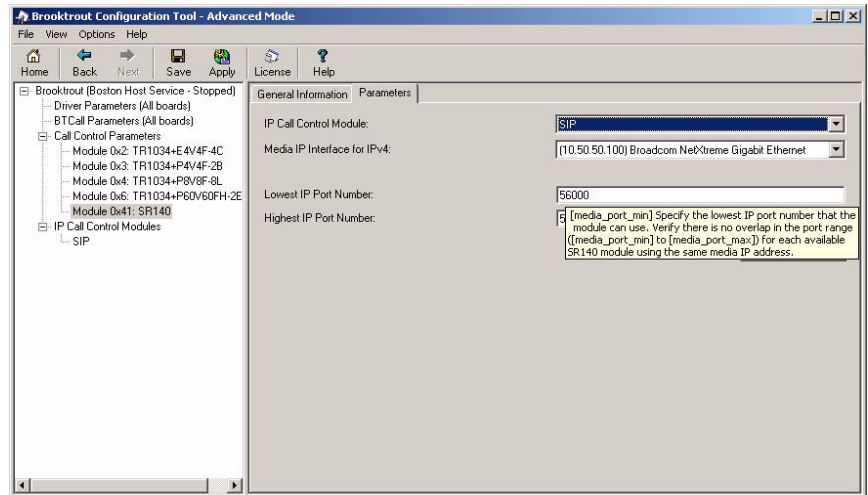 Brooktrout Configuration Tool - Advanced Mode
File View Options Help
Home Back Next Save Apply License Help
Brooktrout (Boston Host Service - Stopped)
Driver Parameters (All boards)
BTCall Parameters (All boards)
Call Control Parameters
Module 0x2: TR1034+E4V4F-4C
Module 0x3: TR1034+P4V4F-2B
Module 0x4: TR1034+P8V8F-8L
Module 0x6: TR1034+P60V60FH-2E
Module 0x41: SR140
IP Call Control Modules
SIP
General Information Parameters
IP Call Control Module: SIP
Media IP Interface for IPv4: (10.50.50.100) Broadcom NetXtreme Gigabit Ethernet
Lowest IP Port Number: 56000
Highest IP Port Number: 5
[media_port_min] Specify the lowest IP port number that the
module can use. Verify there is no overlap in the port range
([media_port_min] to [media_port_max]) for each available
SR140 module using the same media IP address.